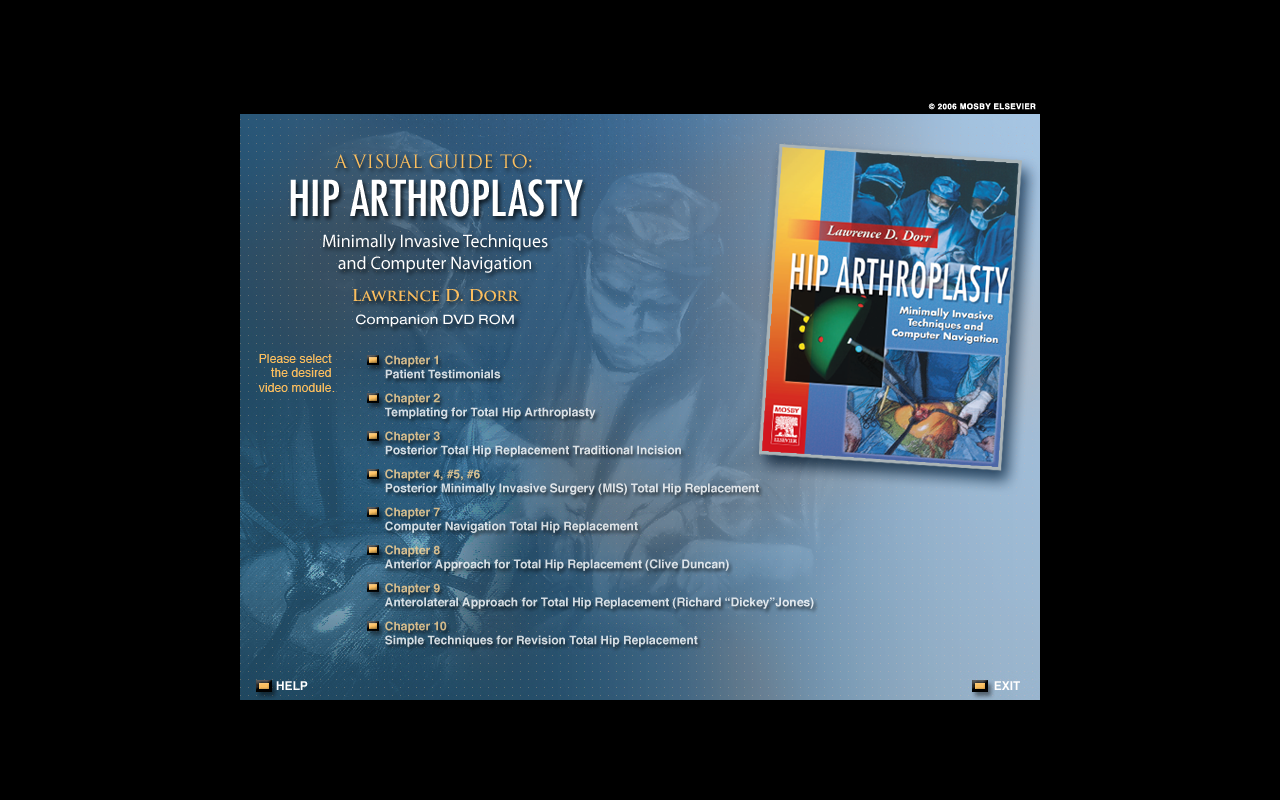 © 2006 MOSBY ELSEVIER
A VISUAL GUIDE TO:
HIP ARTHROPLASTY
Minimally Invasive Techniques
and Computer Navigation
LAWRENCE D. DORR
Companion DVD ROM
Please select
the desired
video module.
Chapter 1
Patient Testimonials
Chapter 2
Templating for Total Hip Arthroplasty
Chapter 3
Posterior Total Hip Replacement Traditional Incision
Chapter 4, #5, #6
Posterior Minimally Invasive Surgery (MIS) Total Hip Replacement
Chapter 7
Computer Navigation Total Hip Replacement
Chapter 8
Anterior Approach for Total Hip Replacement (Clive Duncan)
Chapter 9
Anterolateral Approach for Total Hip Replacement (Richard “Dickey”Jones)
Chapter 10
Simple Techniques for Revision Total Hip Replacement
HELP
EXIT
Lawrence D. Dorr
HIP ARTHROPLASTY
Minimally Invasive
Techniques and
Computer Navigation
MOSBY
ELSEVIER